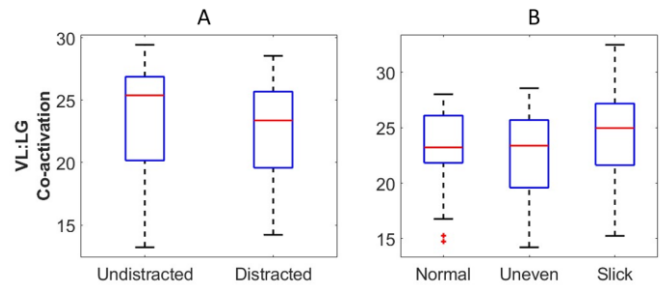 A
B
VL:LG
Co-activation
30
25
20
15
Undistracted Distracted
30
25
20
15
Normal Uneven Slick